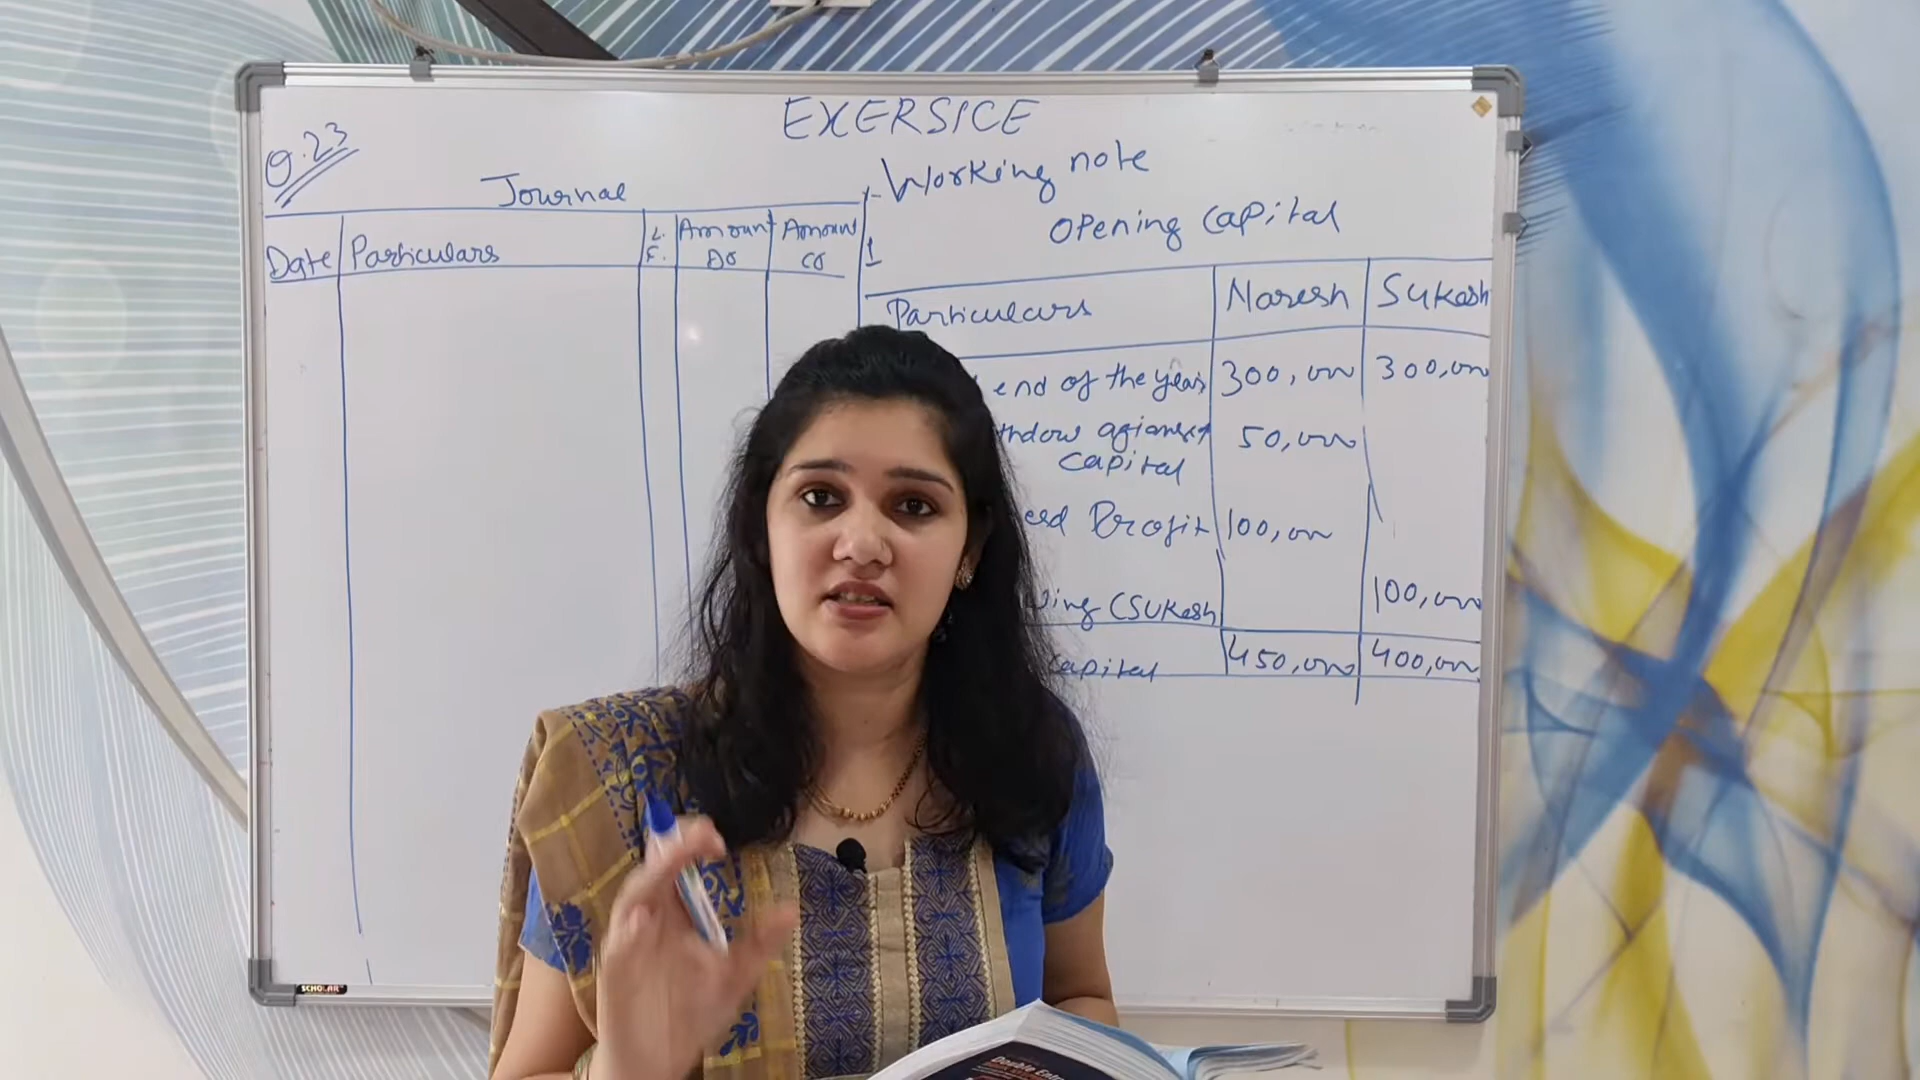 EXERSICE
Q.23
Journal
Date Particulars L.F. Amount Dr Amount Cr
Working note
1 Opening Capital
Particulars Naresh Sukesh
end of the year 300,000 300,000
capital 50,000
Profit 100,000
(Sukesh 100,000
capital 450,000 400,000
SCHOLAR
Double